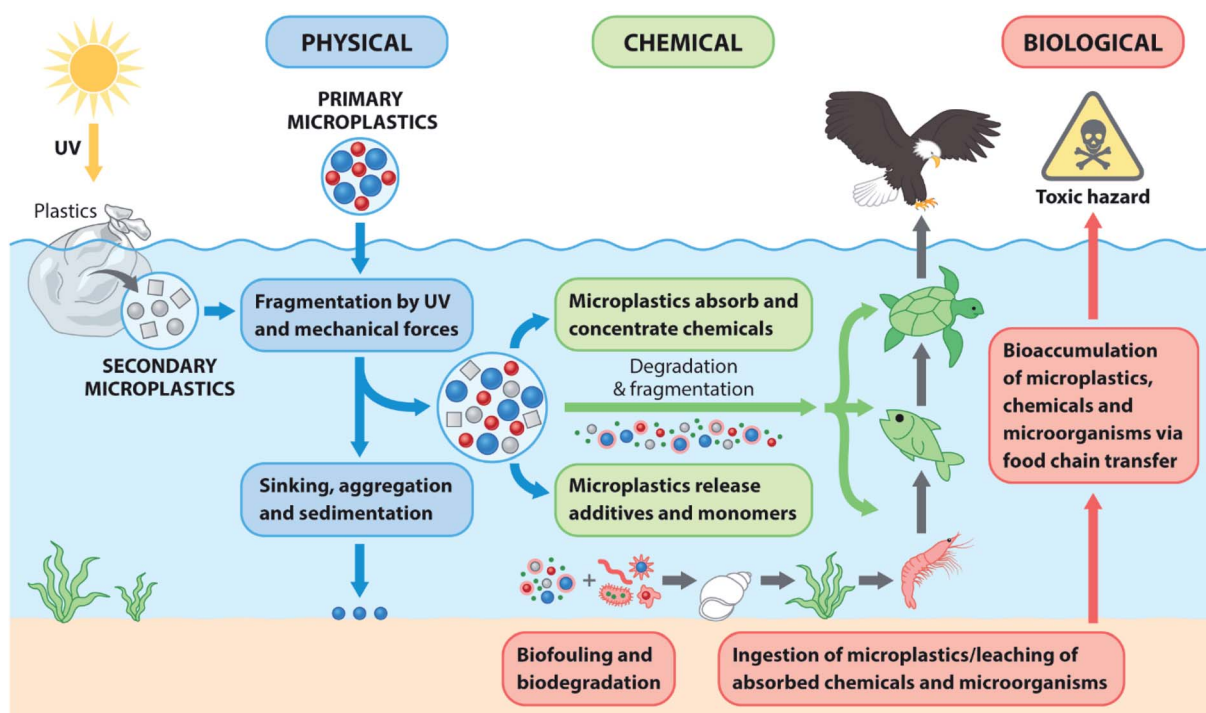 PHYSICAL
CHEMICAL
BIOLOGICAL
UV
Plastics
PRIMARY
MICROPLASTICS
SECONDARY
MICROPLASTICS
Fragmentation by UV
and mechanical forces
Sinking, aggregation
and sedimentation
Microplastics absorb and
concentrate chemicals
Degradation
& fragmentation
Microplastics release
additives and monomers
Toxic hazard
Bioaccumulation
of microplastics,
chemicals and
microorganisms via
food chain transfer
+
Biofouling and
biodegradation
Ingestion of microplastics/leaching of
absorbed chemicals and microorganisms